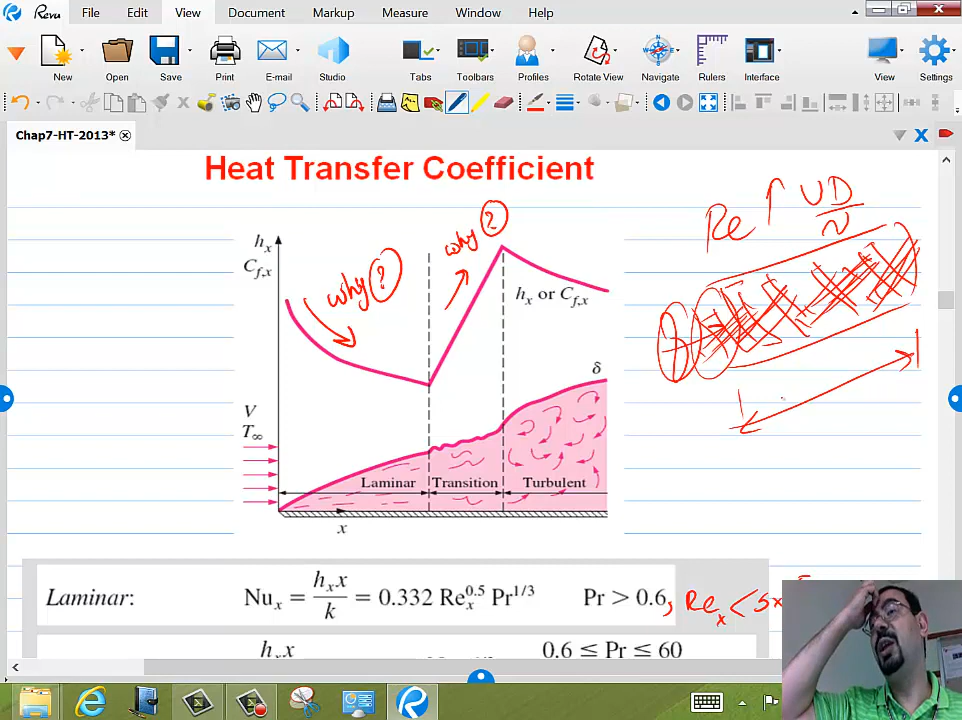 Revu File Edit View Document Markup Measure Window Help
New Open Save Print E-mail Studio Tabs Toolbars Profiles Rotate View Navigate Rulers Interface View Settings
Chap7-HT-2013*
Heat Transfer Coefficient
Re ↑ UD
ν
h_x
C_f,x
why ?
why ?
h_x or C_f,x
δ
V
T_∞
Laminar Transition Turbulent
x
Laminar: Nu_x = h_x x / k = 0.332 Re_x^0.5 Pr^1/3 Pr > 0.6, Re_x < 5x
h_x x 0.6 ≤ Pr ≤ 60